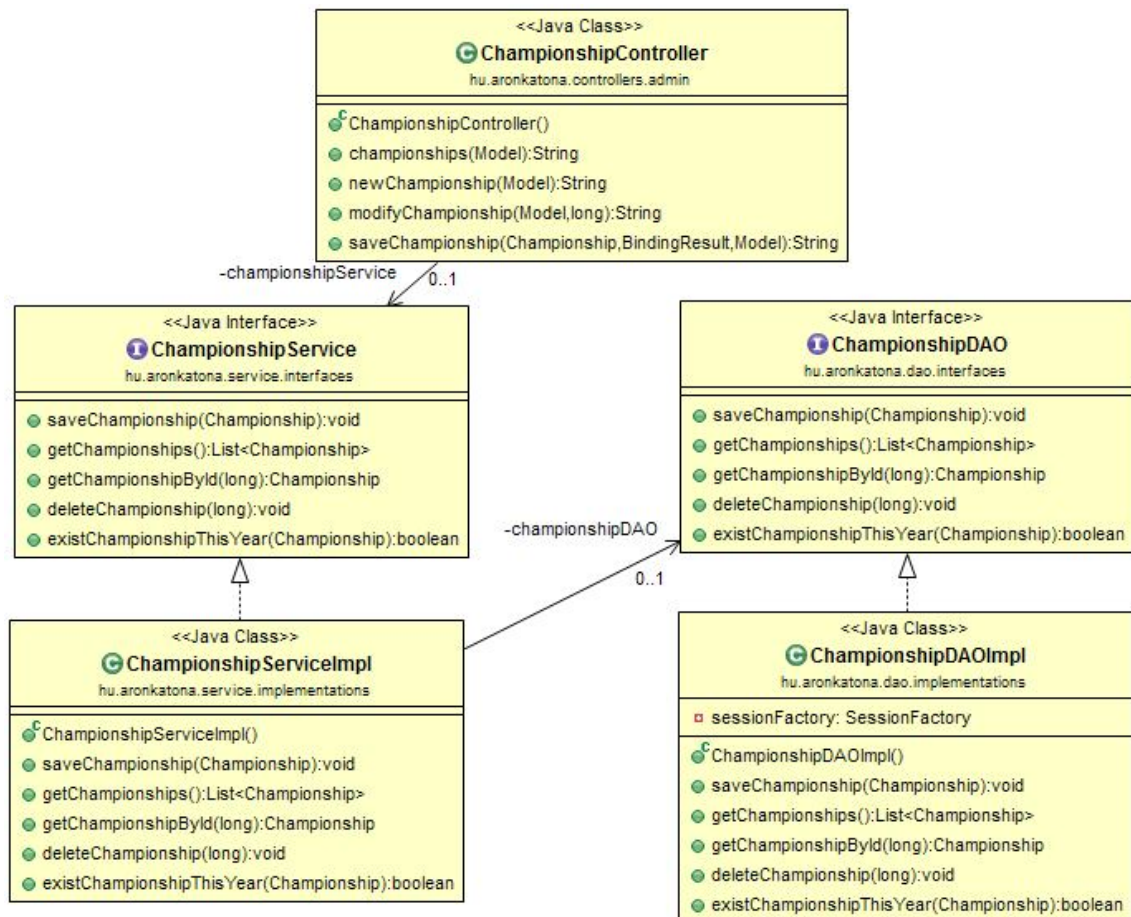 <<Java Class>>
ChampionshipController
hu.aronkatona.controllers.admin
ChampionshipController()
championships(Model):String
newChampionship(Model):String
modifyChampionship(Model,long):String
saveChampionship(Championship,BindingResult,Model):String
-championshipService
0..1
<<Java Interface>>
ChampionshipService
hu.aronkatona.service.interfaces
saveChampionship(Championship):void
getChampionships():List<Championship>
getChampionshipById(long):Championship
deleteChampionship(long):void
existChampionshipThisYear(Championship):boolean
<<Java Interface>>
ChampionshipDAO
hu.aronkatona.dao.interfaces
saveChampionship(Championship):void
getChampionships():List<Championship>
getChampionshipById(long):Championship
deleteChampionship(long):void
existChampionshipThisYear(Championship):boolean
-championshipDAO
0..1
<<Java Class>>
ChampionshipServiceImpl
hu.aronkatona.service.implementations
ChampionshipServiceImpl()
saveChampionship(Championship):void
getChampionships():List<Championship>
getChampionshipById(long):Championship
deleteChampionship(long):void
existChampionshipThisYear(Championship):boolean
<<Java Class>>
ChampionshipDAOImpl
hu.aronkatona.dao.implementations
sessionFactory: SessionFactory
ChampionshipDAOImpl()
saveChampionship(Championship):void
getChampionships():List<Championship>
getChampionshipById(long):Championship
deleteChampionship(long):void
existChampionshipThisYear(Championship):boolean